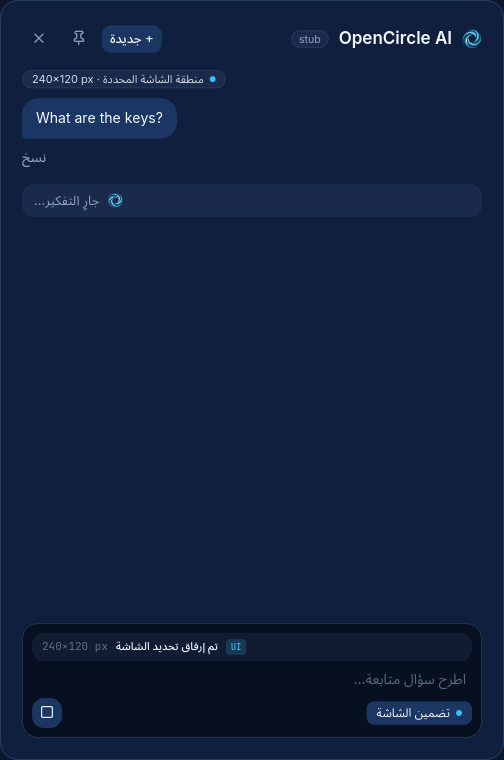 OpenCircle AI
stub
+ جديدة
منطقة الشاشة المحددة · 240×120 px
What are the keys?
نسخ
جارٍ التفكير...
UI تم إرفاق تحديد الشاشة 240×120 px
اطرح سؤال متابعة...
تضمين الشاشة